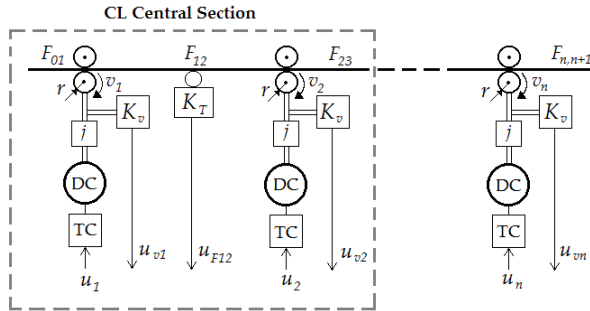 CL Central Section
F01 F12 F23 Fn,n+1
r v1 r v2 r vn
Kv KT Kv Kv
j j j
DC DC DC
TC TC TC
uv1 uF12 uv2 uvn
u1 u2 un